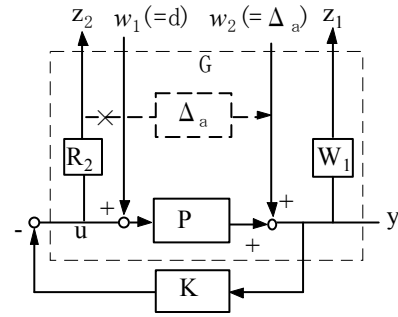 z₂
w₁(=d)
w₂(=Δₐ)
z₁
G
Δₐ
R₂
W₁
+
P
+
+
-
u
y
K